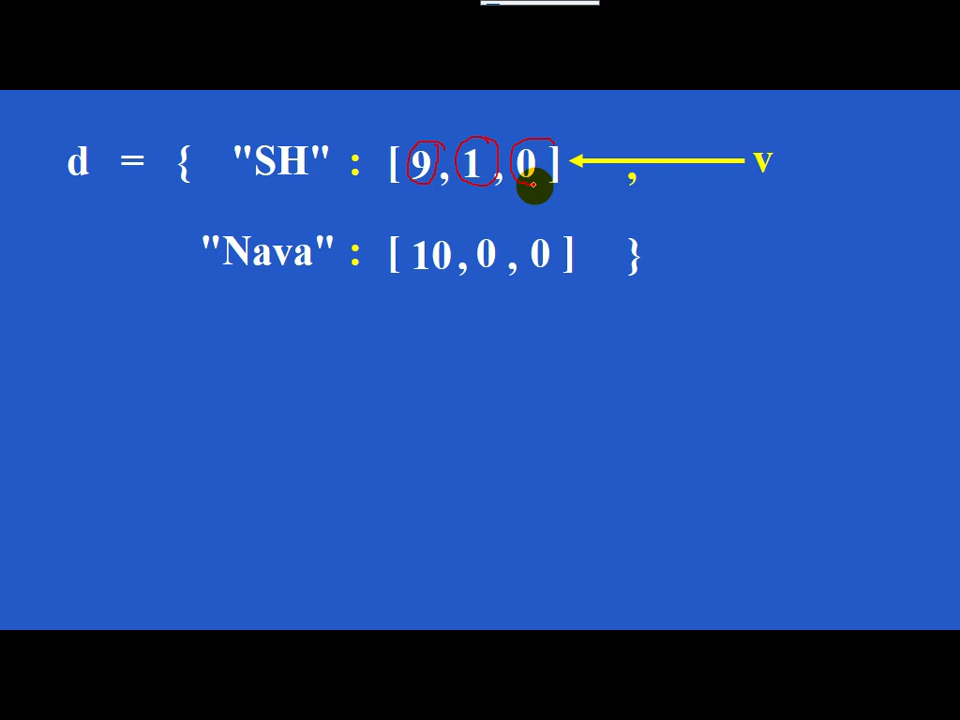 d = { "SH" : [ 9 , 1 , 0 ] , v
"Nava" : [ 10 , 0 , 0 ] }